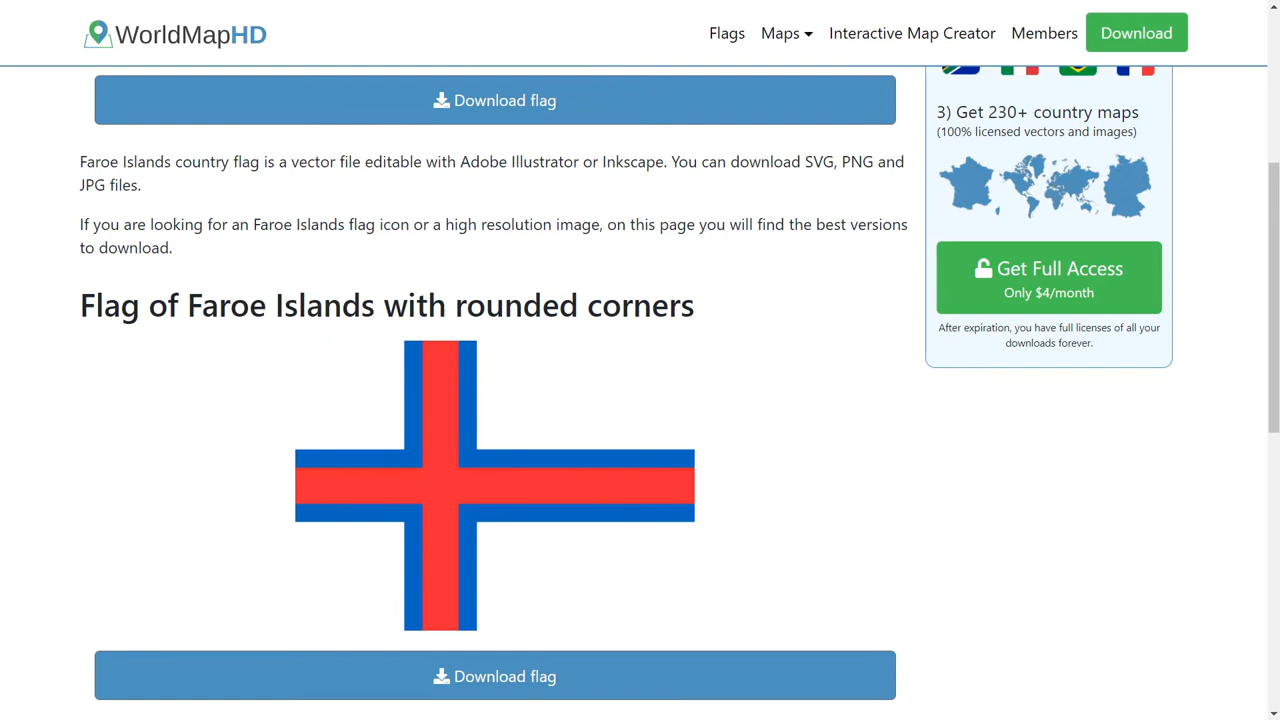 WorldMapHD
Flags Maps Interactive Map Creator Members Download
Download flag
Faroe Islands country flag is a vector file editable with Adobe Illustrator or Inkscape. You can download SVG, PNG and
JPG files.
If you are looking for an Faroe Islands flag icon or a high resolution image, on this page you will find the best versions
to download.
Flag of Faroe Islands with rounded corners
Download flag
3) Get 230+ country maps
(100% licensed vectors and images)
Get Full Access
Only $4/month
After expiration, you have full licenses of all your
downloads forever.